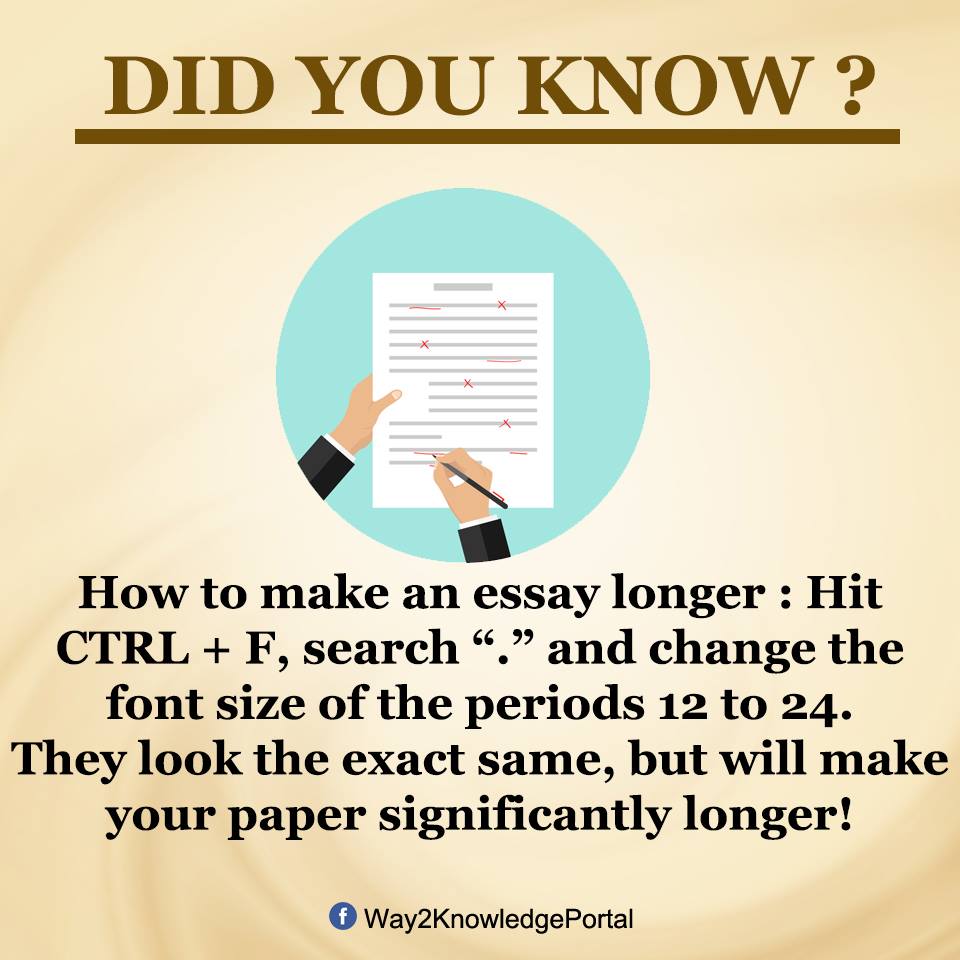 DID YOU KNOW ?
How to make an essay longer : Hit
CTRL + F, search “.” and change the
font size of the periods 12 to 24.
They look the exact same, but will make
your paper significantly longer!
f Way2KnowledgePortal